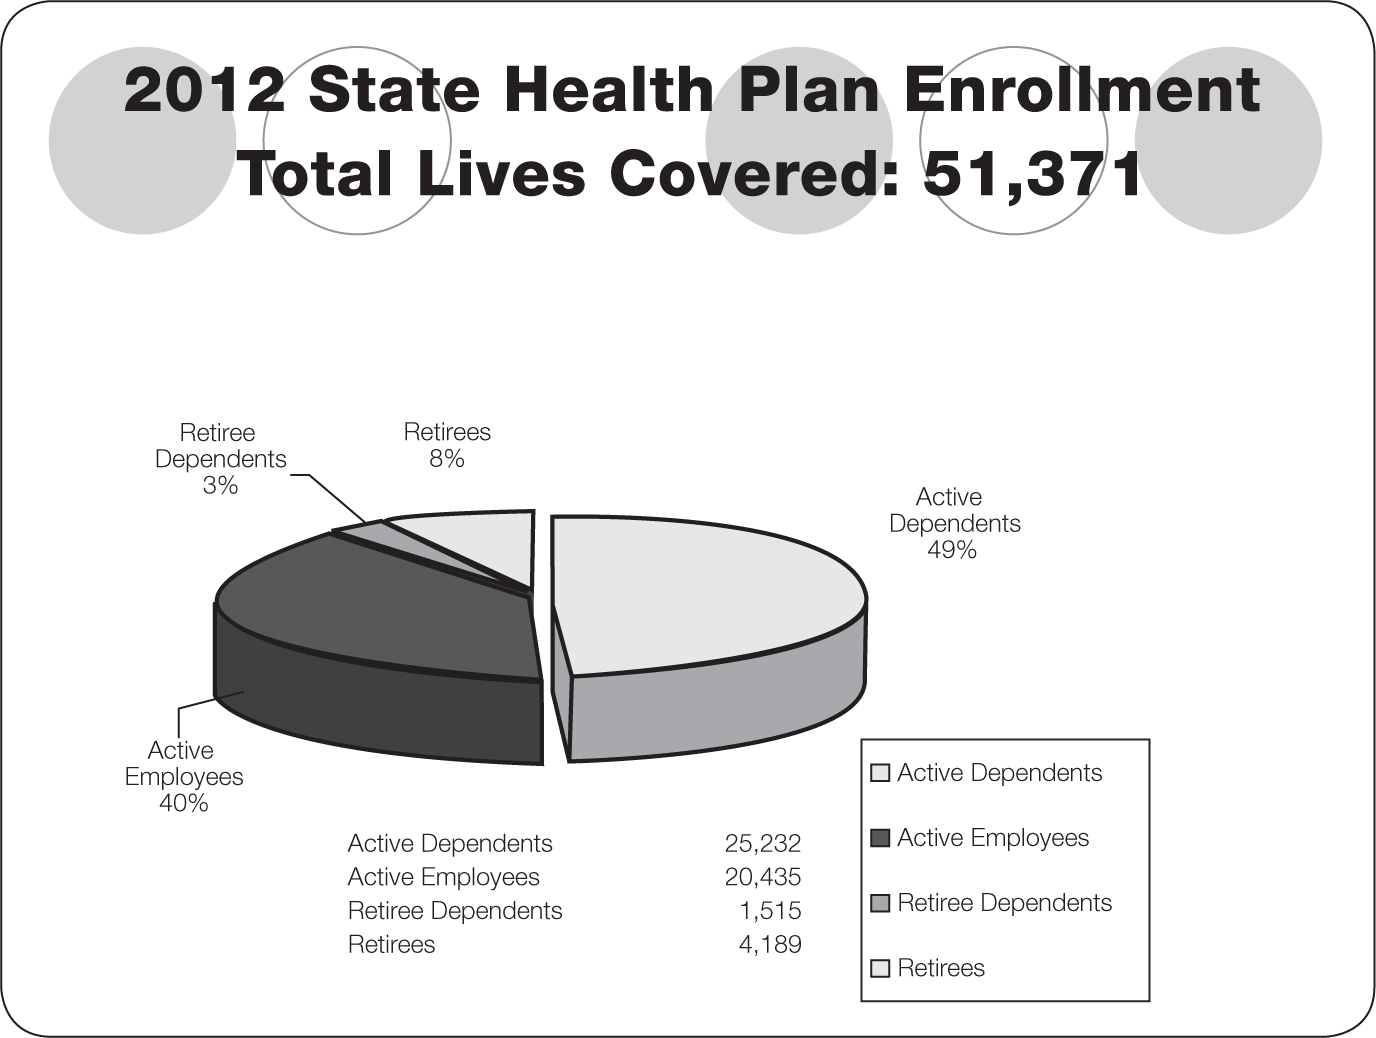 2012 State Health Plan Enrollment
Total Lives Covered: 51,371
Retiree
Dependents
3%
Retirees
8%
Active
Dependents
49%
Active
Employees
40%
Active Dependents 25,232
Active Employees 20,435
Retiree Dependents 1,515
Retirees 4,189
Active Dependents
Active Employees
Retiree Dependents
Retirees